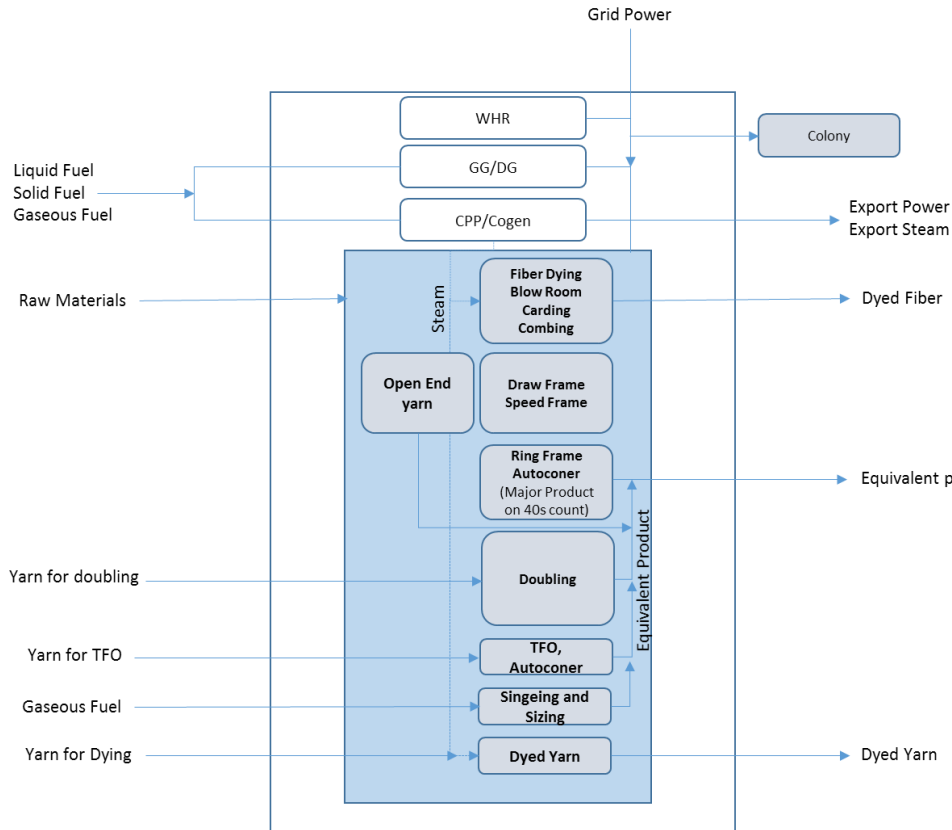 Grid Power
WHR
Colony
GG/DG
Liquid Fuel
Solid Fuel
Gaseous Fuel
CPP/Cogen
Export Power
Export Steam
Raw Materials
Steam
Fiber Dying
Blow Room
Carding
Combing
Dyed Fiber
Open End
yarn
Draw Frame
Speed Frame
Ring Frame
Autoconer
(Major Product
on 40s count)
Equivalent p
Equivalent Product
Yarn for doubling
Doubling
Yarn for TFO
TFO,
Autoconer
Gaseous Fuel
Singeing and
Sizing
Yarn for Dying
Dyed Yarn
Dyed Yarn